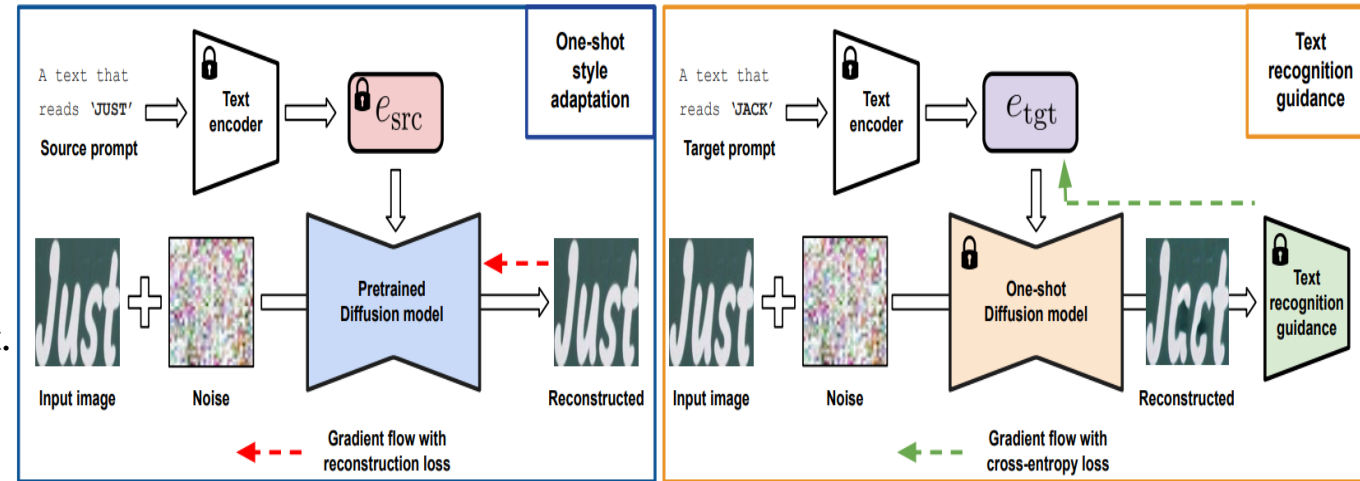 A text that
reads ‘JUST’
Source prompt
Text
encoder
e_src
One-shot
style
adaptation
Just
Input image
Noise
Pretrained
Diffusion model
Just
Reconstructed
Gradient flow with
reconstruction loss
A text that
reads ‘JACK’
Target prompt
Text
encoder
e_tgt
Text
recognition
guidance
Just
Input image
Noise
One-shot
Diffusion model
Reconstructed
Text
recognition
guidance
Gradient flow with
cross-entropy loss